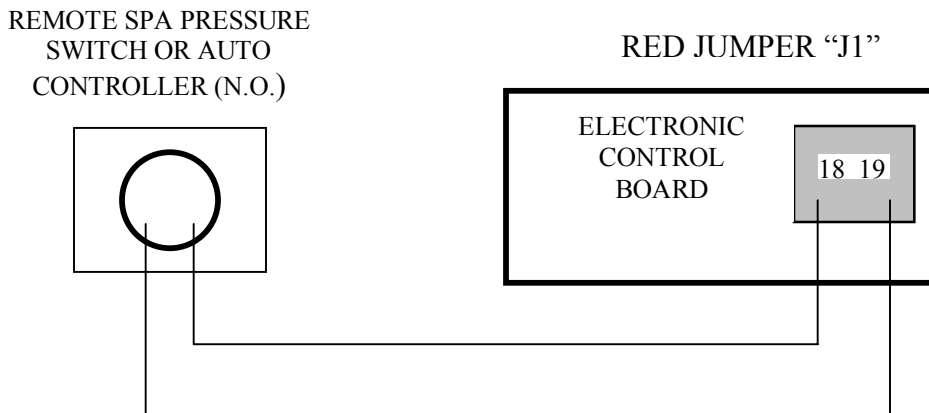 REMOTE SPA PRESSURE
SWITCH OR AUTO
CONTROLLER (N.O.)
RED JUMPER “J1”
ELECTRONIC
CONTROL
BOARD
18 19